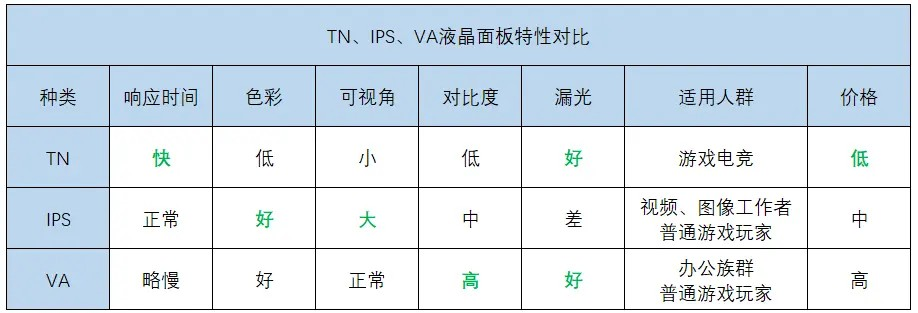 TN、IPS、VA液晶面板特性对比
种类 响应时间 色彩 可视角 对比度 漏光 适用人群 价格
TN 快 低 小 低 好 游戏电竞 低
IPS 正常 好 大 中 差 视频、图像工作者 中
普通游戏玩家
VA 略慢 好 正常 高 好 办公族群 高
普通游戏玩家